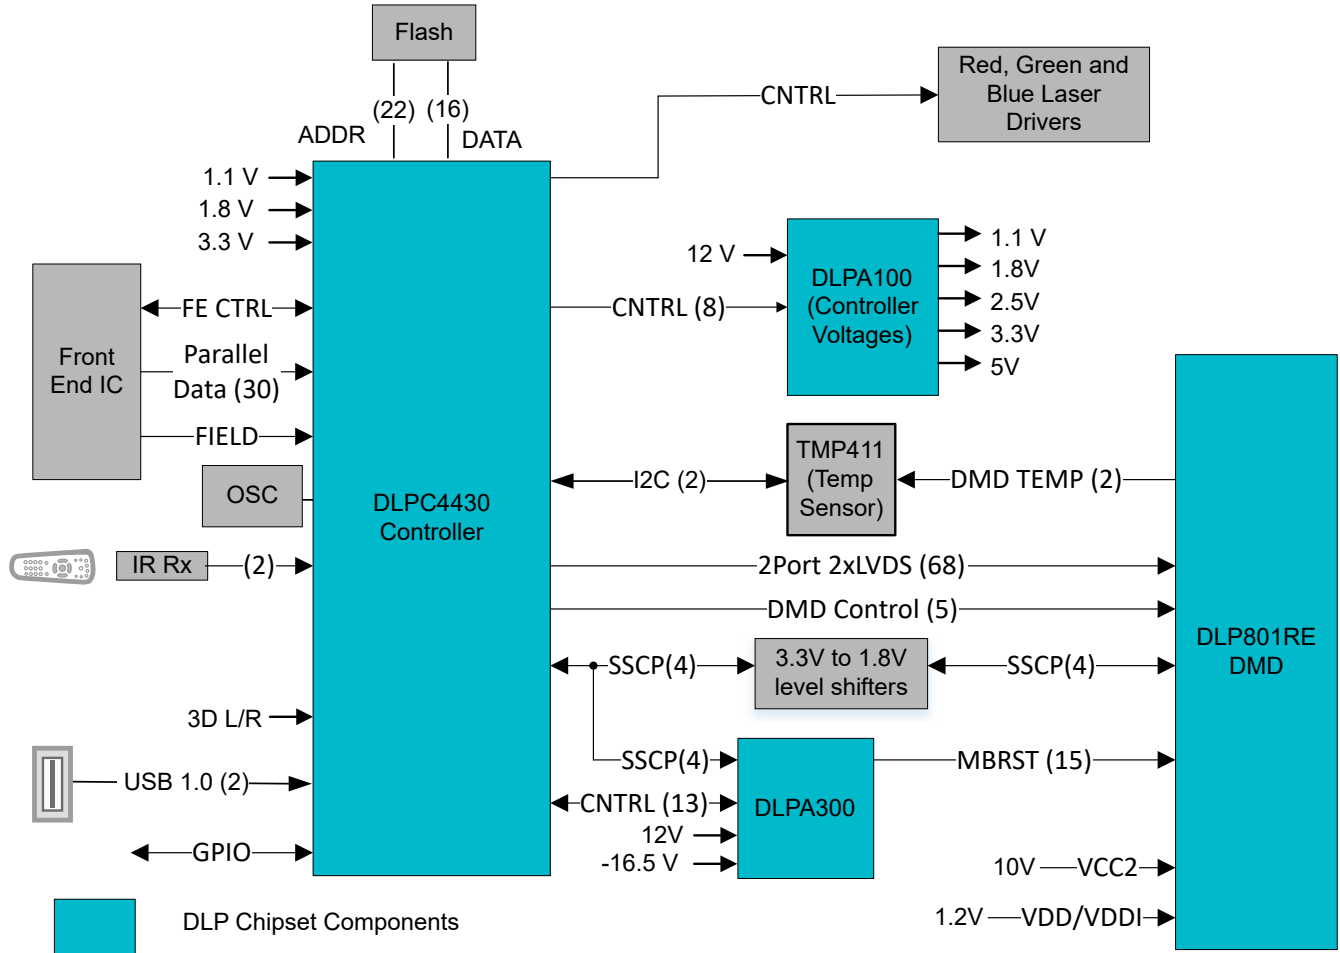 Flash
(22) (16)
ADDR
DATA
CNTRL
Red, Green and
Blue Laser
Drivers
1.1 V
1.8 V
3.3 V
12 V
DLPA100
(Controller
Voltages)
1.1 V
1.8V
2.5V
3.3V
5V
CNTRL (8)
Front
End IC
FE CTRL
Parallel
Data (30)
FIELD
OSC
DLPC4430
Controller
I2C (2)
TMP411
(Temp
Sensor)
DMD TEMP (2)
IR Rx
(2)
2Port 2xLVDS (68)
DMD Control (5)
DLP801RE
DMD
SSCP(4)
3.3V to 1.8V
level shifters
SSCP(4)
3D L/R
SSCP(4)
MBRST (15)
USB 1.0 (2)
CNTRL (13)
DLPA300
12V
-16.5 V
GPIO
10V
VCC2
1.2V
VDD/VDDI
DLP Chipset Components